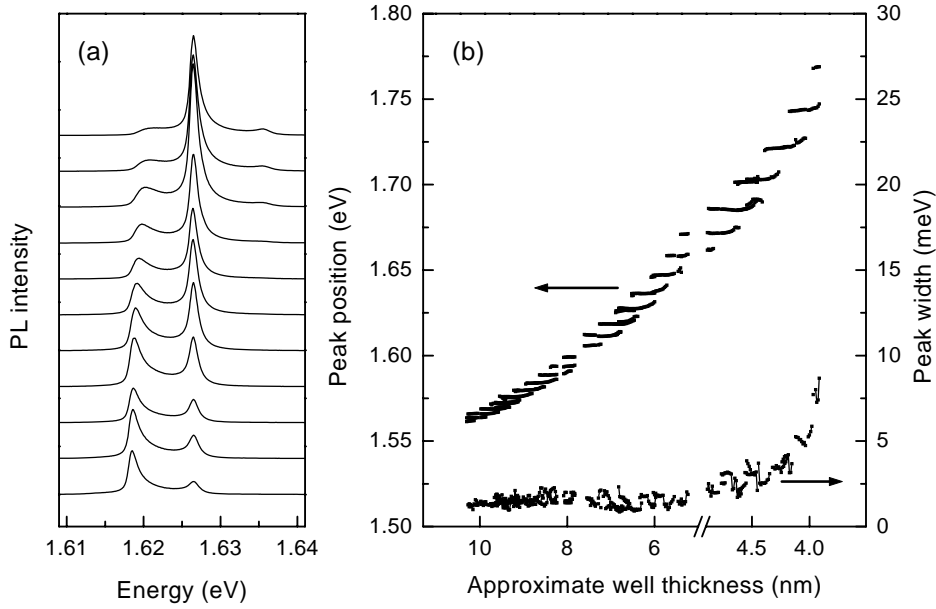 (a)
PL intensity
1.61 1.62 1.63 1.64
Energy (eV)
(b)
Peak position (eV)
1.80
1.75
1.70
1.65
1.60
1.55
1.50
10 8 6 4.5 4.0
Approximate well thickness (nm)
30
25
20
15
10
5
0
Peak width (meV)